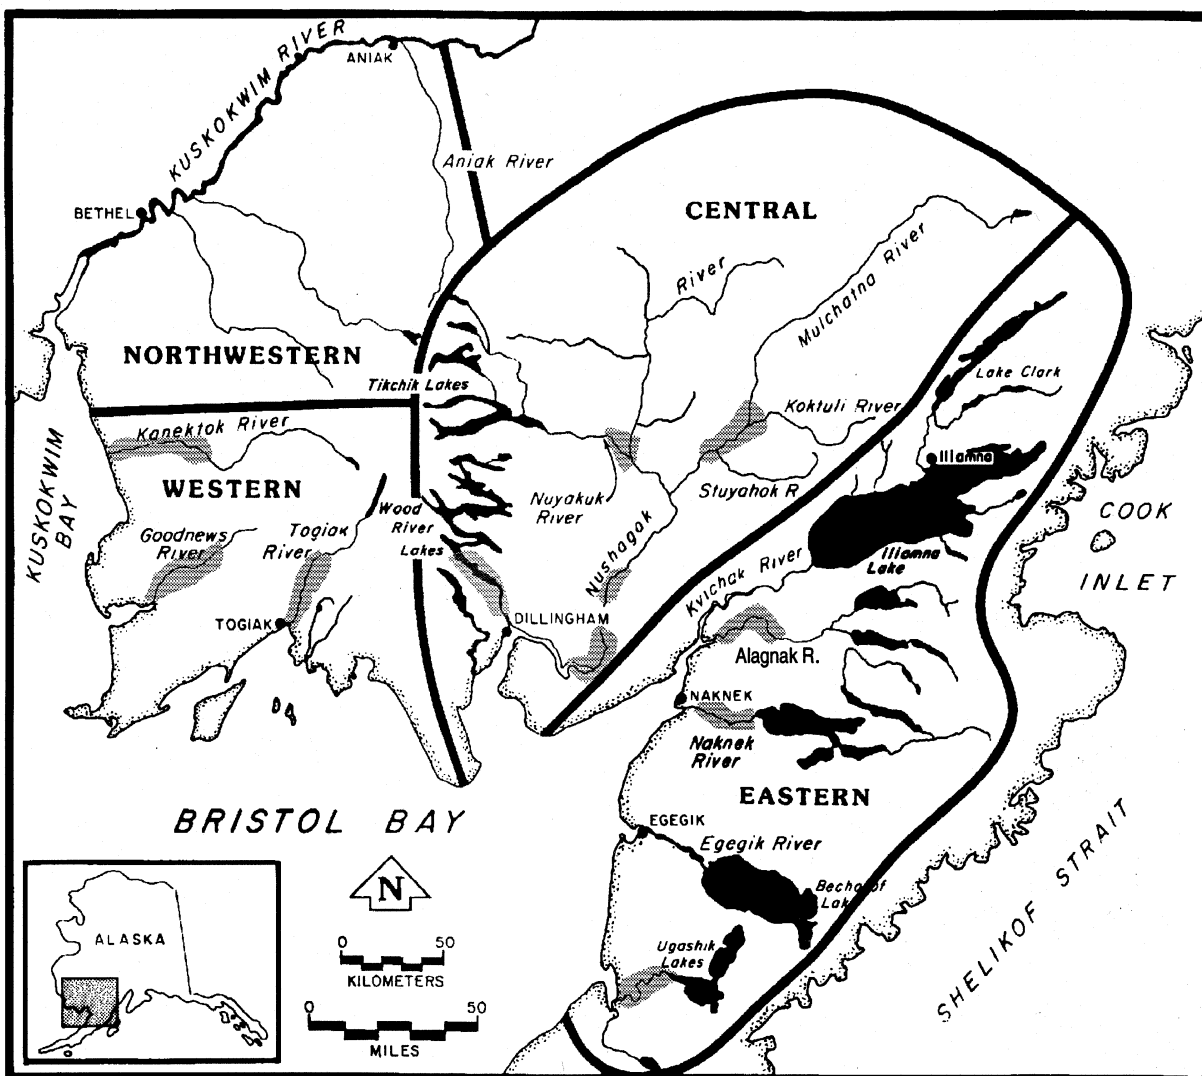 KUSKOKWIM RIVER
ANIAK
Aniak River
BETHEL
CENTRAL
River
Mulchatna River
NORTHWESTERN
Tikchik Lakes
Lake Clark
Koktuli River
Kanektok River
KUSKOKWIM
BAY
WESTERN
Iliamna
Stuyahok R
Nuyakuk
River
Wood
River
Lakes
Goodnews
River
Togiak
River
Nushagak
Kvichak River
Iliamna
Lake
COOK
INLET
TOGIAK
DILLINGHAM
Alagnak R.
NAKNEK
Naknek
River
EASTERN
BRISTOL BAY
EGEGIK
Egegik River
SHELIKOF STRAIT
Ugashik
Lakes
ALASKA
N
0 50
KILOMETERS
0 50
MILES